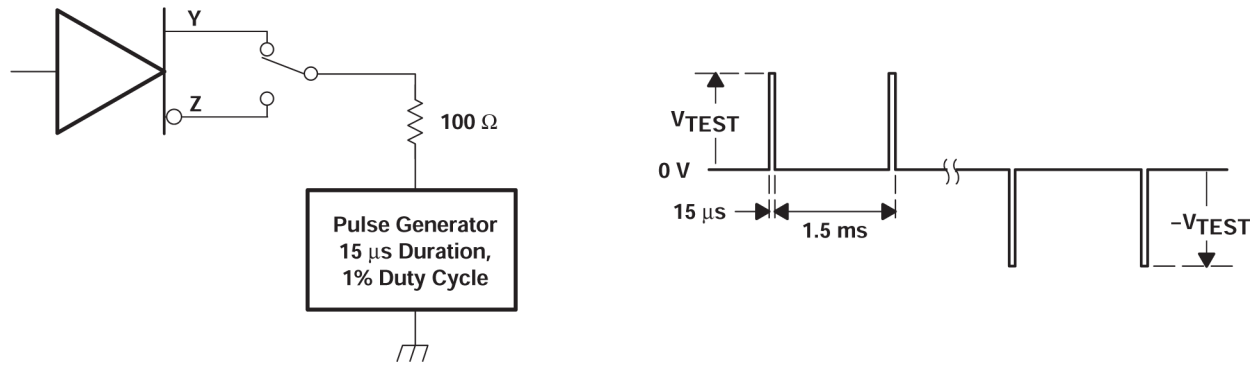 Y
Z
100 Ω
Pulse Generator
15 μs Duration,
1% Duty Cycle
VTEST
0 V
15 μs
1.5 ms
–VTEST